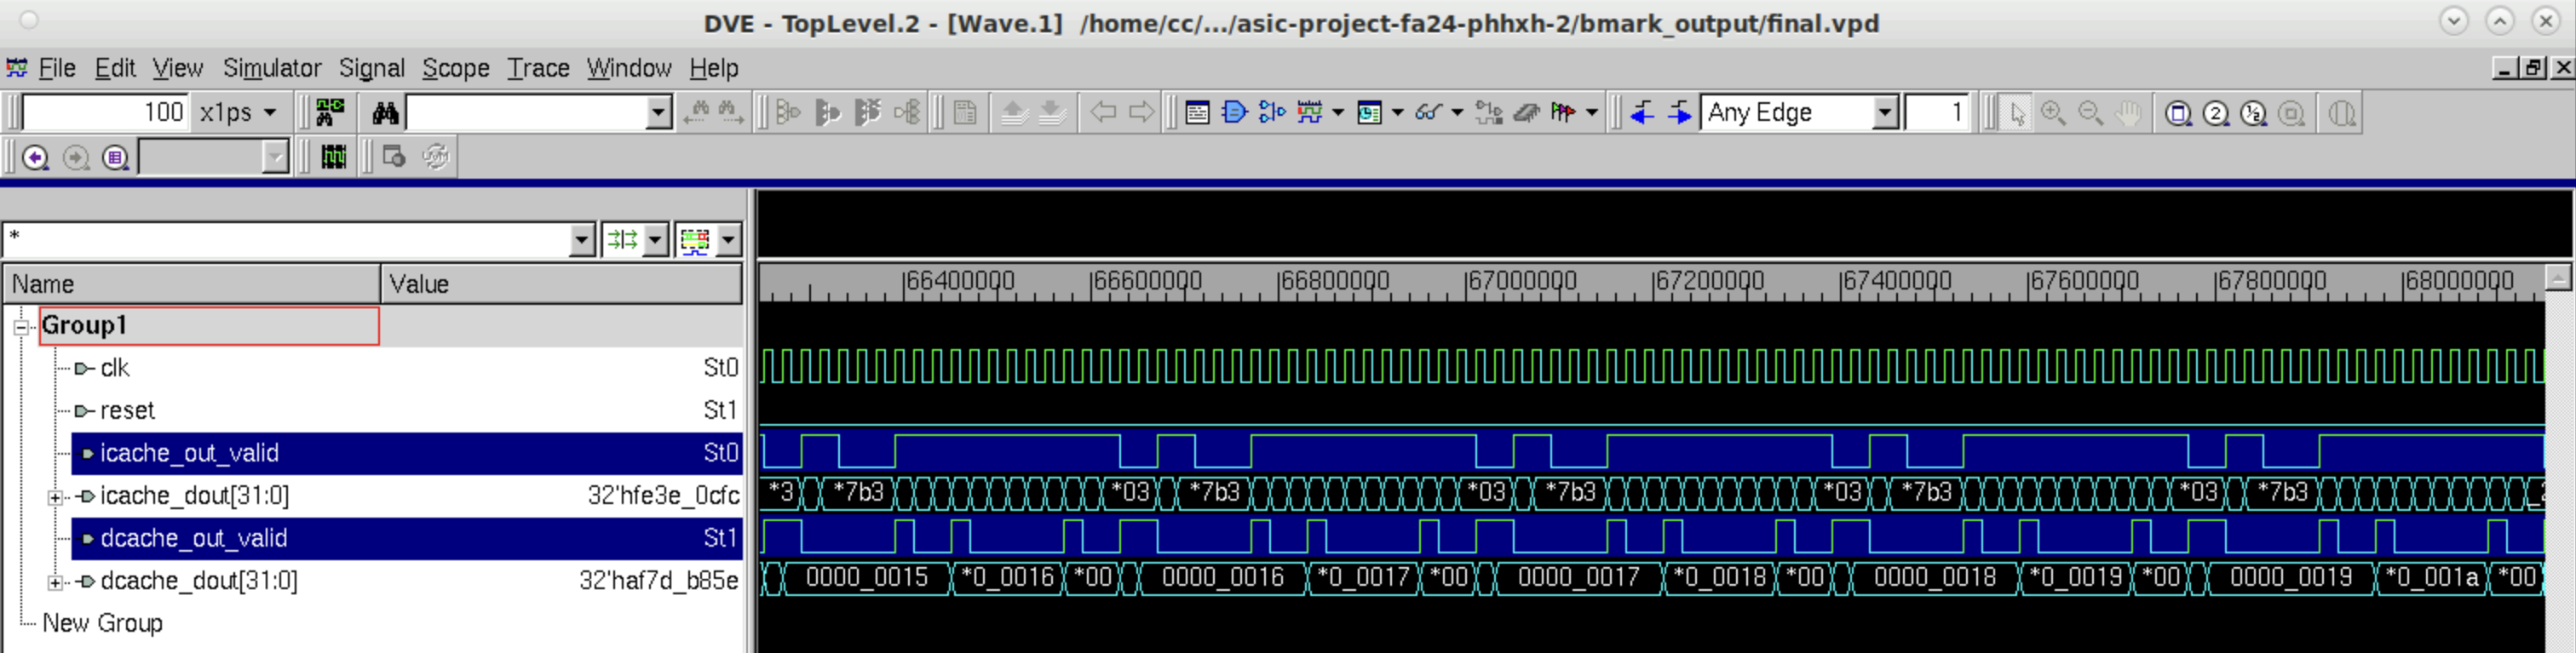 DVE - TopLevel.2 - [Wave.1] /home/cc/.../asic-project-fa24-phhxh-2/bmark_output/final.vpd
File Edit View Simulator Signal Scope Trace Window Help
100 x1ps Any Edge 1
*
Name Value
66400000 66600000 66800000 67000000 67200000 67400000 67600000 67800000 68000000
Group1
clk St0
reset St1
icache_out_valid St0
icache_dout[31:0] 32'hfe3e_0cfc *3 *7b3 *03 *7b3 *03 *7b3 *03 *7b3 *03 *7b3
dcache_out_valid St1
dcache_dout[31:0] 32'haf7d_b85e 0000_0015 *0_0016 *00 0000_0016 *0_0017 *00 0000_0017 *0_0018 *00 0000_0018 *0_0019 *00 0000_0019 *0_001a *00
New Group